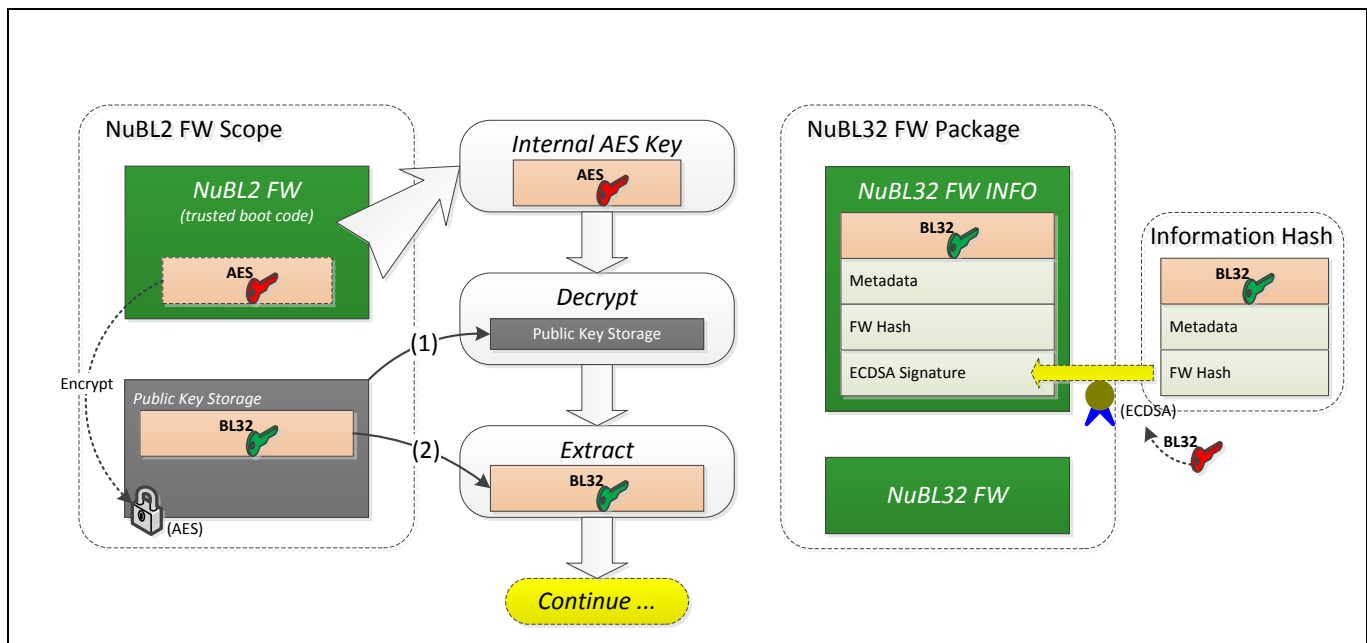 NuBL2 FW Scope
NuBL2 FW
(trusted boot code)
AES
Encrypt
Public Key Storage
BL32
(AES)
Internal AES Key
AES
Decrypt
Public Key Storage
(1)
(2)
Extract
BL32
Continue ...
NuBL32 FW Package
NuBL32 FW INFO
BL32
Metadata
FW Hash
ECDSA Signature
NuBL32 FW
Information Hash
BL32
Metadata
FW Hash
(ECDSA)
BL32